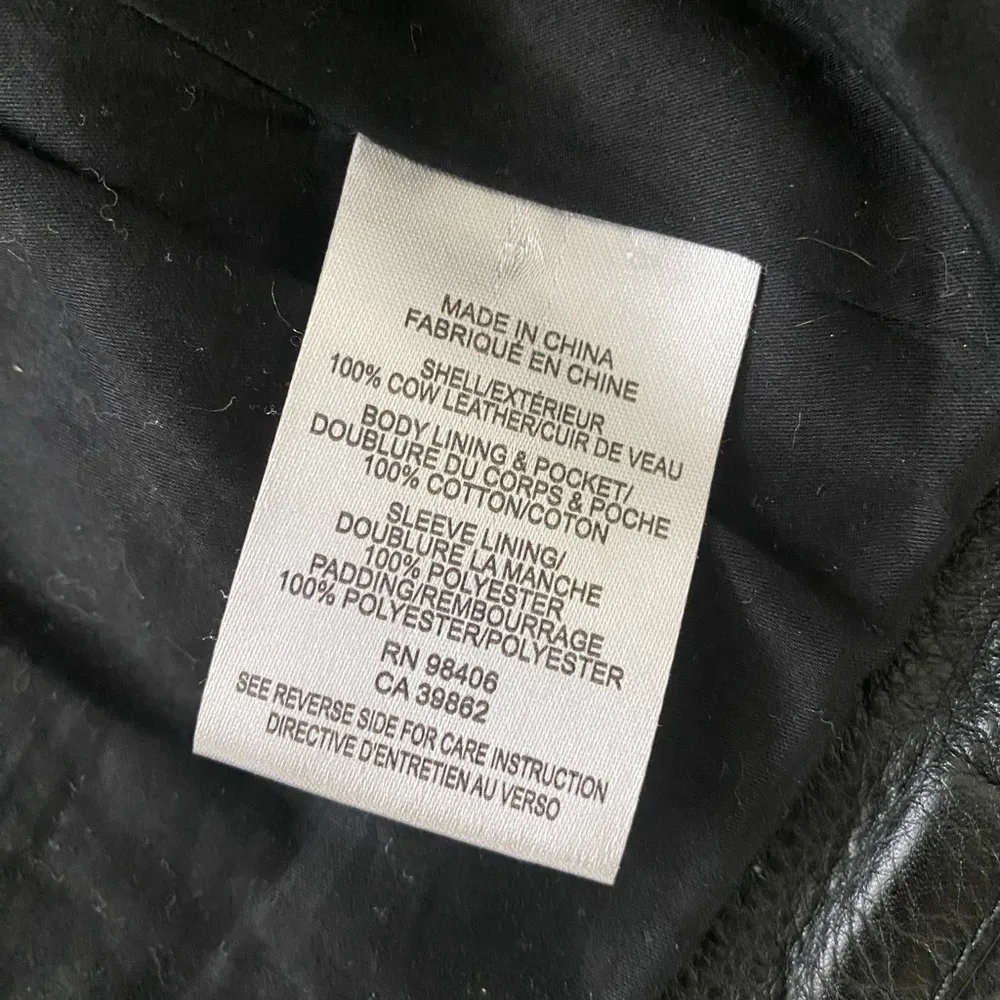 MADE IN CHINA
FABRIQUÉ EN CHINE
SHELL/EXTÉRIEUR
100% COW LEATHER/CUIR DE VEAU
BODY LINING & POCKET/
DOUBLURE DU CORPS & POCHE
100% COTTON/COTON
SLEEVE LINING/
DOUBLURE LA MANCHE
100% POLYESTER
PADDING/REMBOURRAGE
100% POLYESTER/POLYESTER
RN 98406
CA 39862
SEE REVERSE SIDE FOR CARE INSTRUCTION
DIRECTIVE D'ENTRETIEN AU VERSO